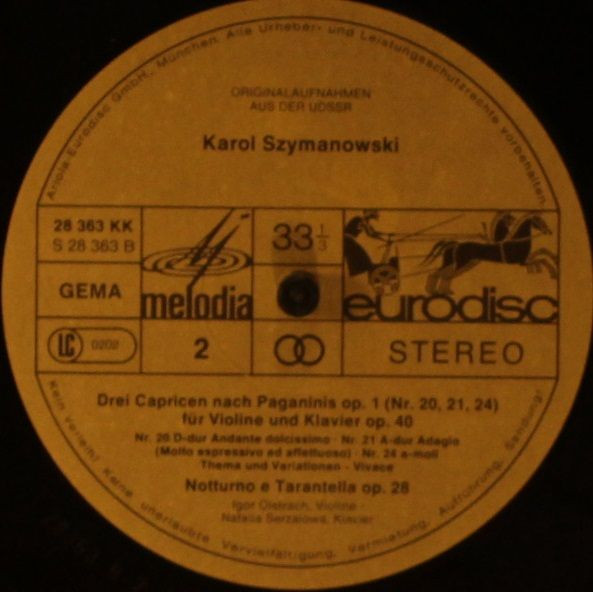 Ariola-Eurodisc GmbH., München. Alle Urheber- und Leistungsschutzrechte vorbehalten.
ORIGINALAUFNAHMEN
AUS DER UDSSR
Karol Szymanowski
28 363 KK
S 28 363 B
33 1/3
GEMA
melodia
eurodisc
LC 0202
2
STEREO
Drei Capricen nach Paganinis op. 1 (Nr. 20, 21, 24)
für Violine und Klavier op. 40
Nr. 20 D-dur Andante dolcissimo · Nr. 21 A-dur Adagio
(Molto espressivo ed affettuoso) · Nr. 24 a-moll
Thema und Variationen - Vivace
Notturno e Tarantella op. 28
Igor Oistrach, Violine -
Natalia Serzalowa, Klavier
Kein Verleih! Keine unerlaubte Vervielfältigung, Vermietung, Aufführung, Sendung!